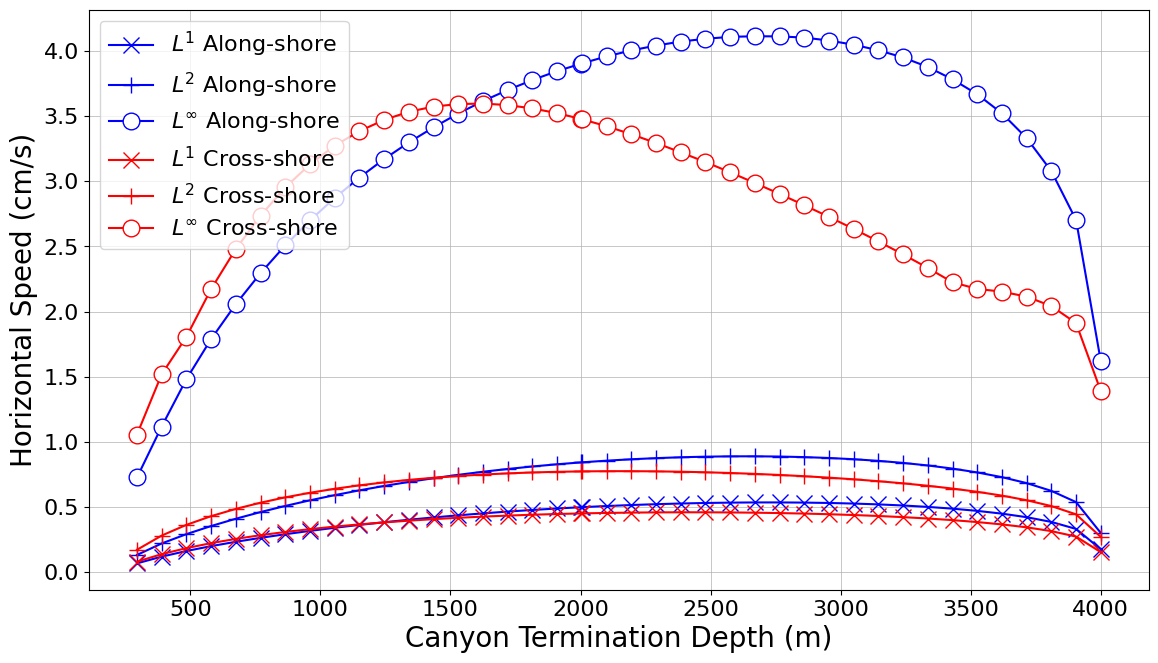 L¹ Along-shore
L² Along-shore
L∞ Along-shore
L¹ Cross-shore
L² Cross-shore
L∞ Cross-shore
4.0
3.5
3.0
2.5
2.0
1.5
1.0
0.5
0.0
Horizontal Speed (cm/s)
500 1000 1500 2000 2500 3000 3500 4000
Canyon Termination Depth (m)